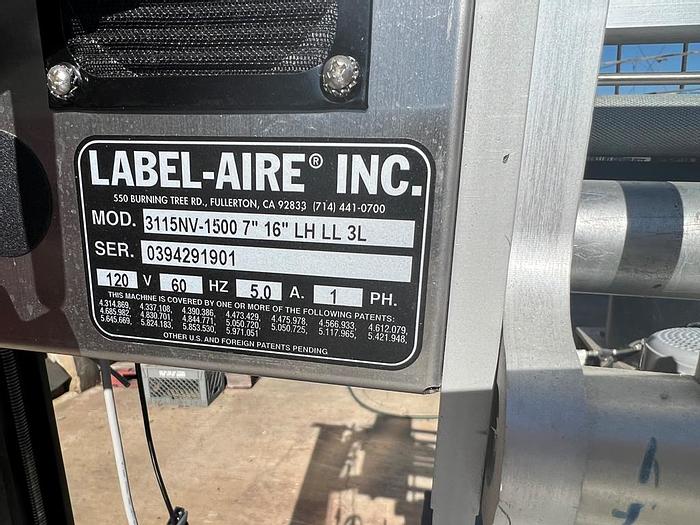 LABEL-AIRE® INC.
550 BURNING TREE RD., FULLERTON, CA 92833 (714) 441-0700
MOD. 3115NV-1500 7" 16" LH LL 3L
SER. 0394291901
120 V 60 HZ 5.0 A. 1 PH.
THIS MACHINE IS COVERED BY ONE OR MORE OF THE FOLLOWING PATENTS:
4.314.869, 4.337.108, 4.390.386, 4.473.429, 4.475.978, 4.566.933, 4.612.079,
4.685.982, 4.830.701, 4.844.771, 5.050.720, 5.050.725, 5.117.965, 5.421.948,
5.645.669, 5.824.183, 5.853.530, 5.971.051
OTHER U.S. AND FOREIGN PATENTS PENDING